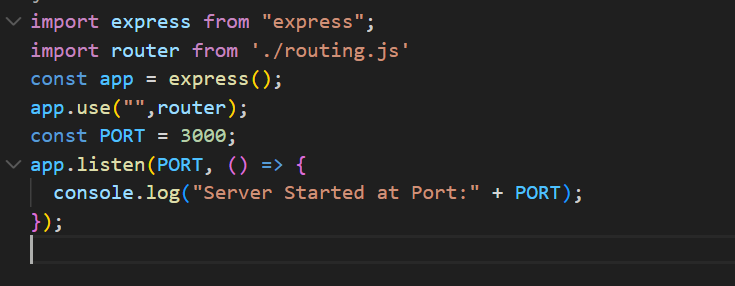 import express from "express";
import router from './routing.js'
const app = express();
app.use("",router);
const PORT = 3000;
app.listen(PORT, () => {
  console.log("Server Started at Port:" + PORT);
});